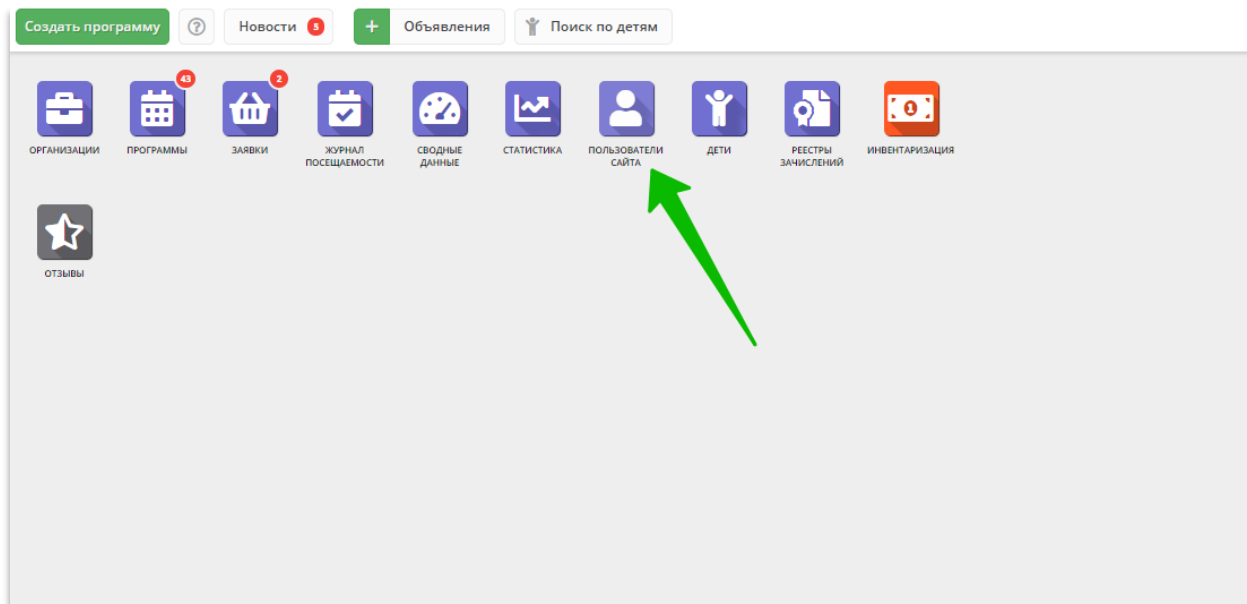 Создать программу
?
Новости 5
+ Объявления
Поиск по детям
43
2
1
ОРГАНИЗАЦИИ
ПРОГРАММЫ
ЗАЯВКИ
ЖУРНАЛ
ПОСЕЩАЕМОСТИ
СВОДНЫЕ
ДАННЫЕ
СТАТИСТИКА
ПОЛЬЗОВАТЕЛИ
САЙТА
ДЕТИ
РЕЕСТРЫ
ЗАЧИСЛЕНИЙ
ИНВЕНТАРИЗАЦИЯ
ОТЗЫВЫ